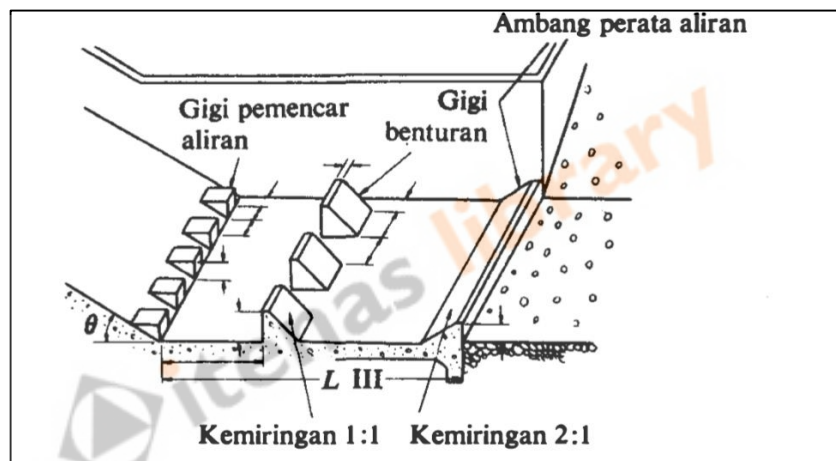 Ambang perata aliran
Gigi pemencar
aliran
Gigi
benturan
θ
L III
Kemiringan 1:1
Kemiringan 2:1
itenas library